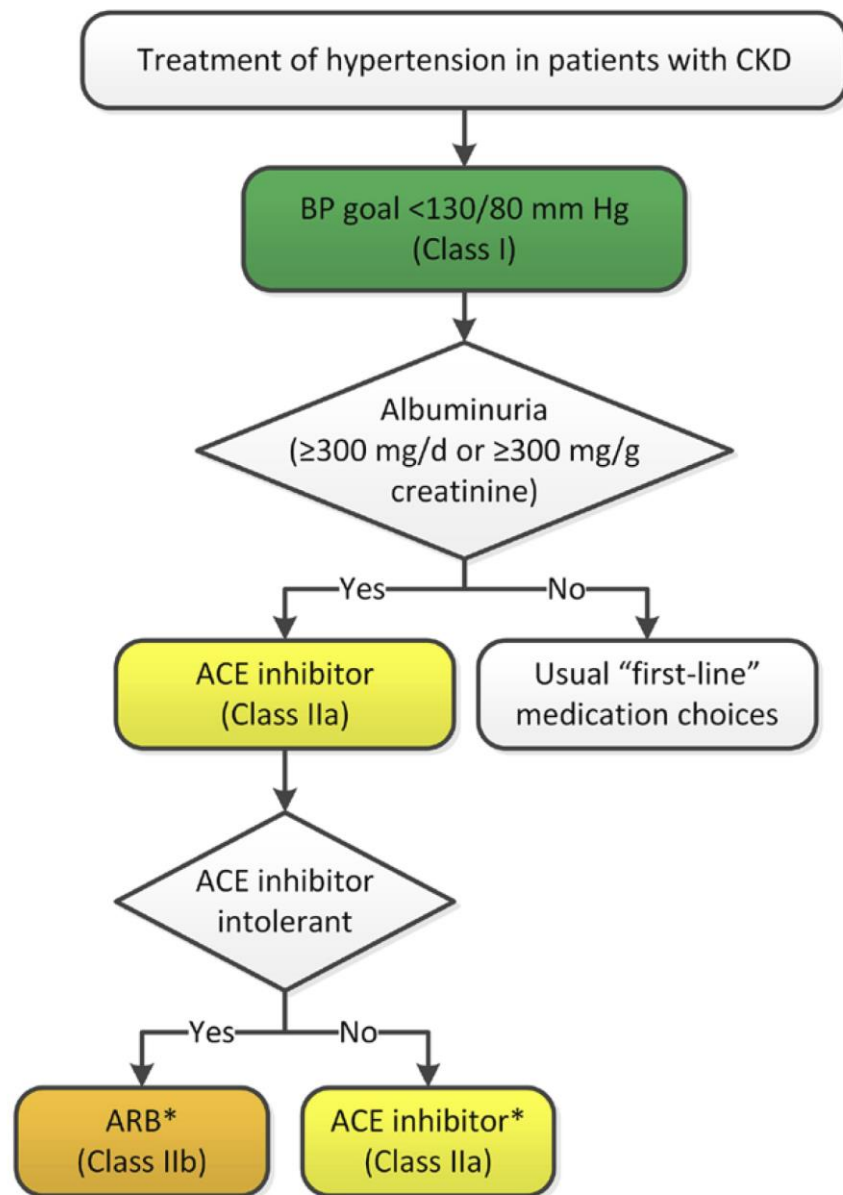 Treatment of hypertension in patients with CKD
BP goal <130/80 mm Hg
(Class I)
Albuminuria
(≥300 mg/d or ≥300 mg/g
creatinine)
Yes
No
ACE inhibitor
(Class IIa)
Usual “first-line”
medication choices
ACE inhibitor
intolerant
Yes
No
ARB*
(Class IIb)
ACE inhibitor*
(Class IIa)